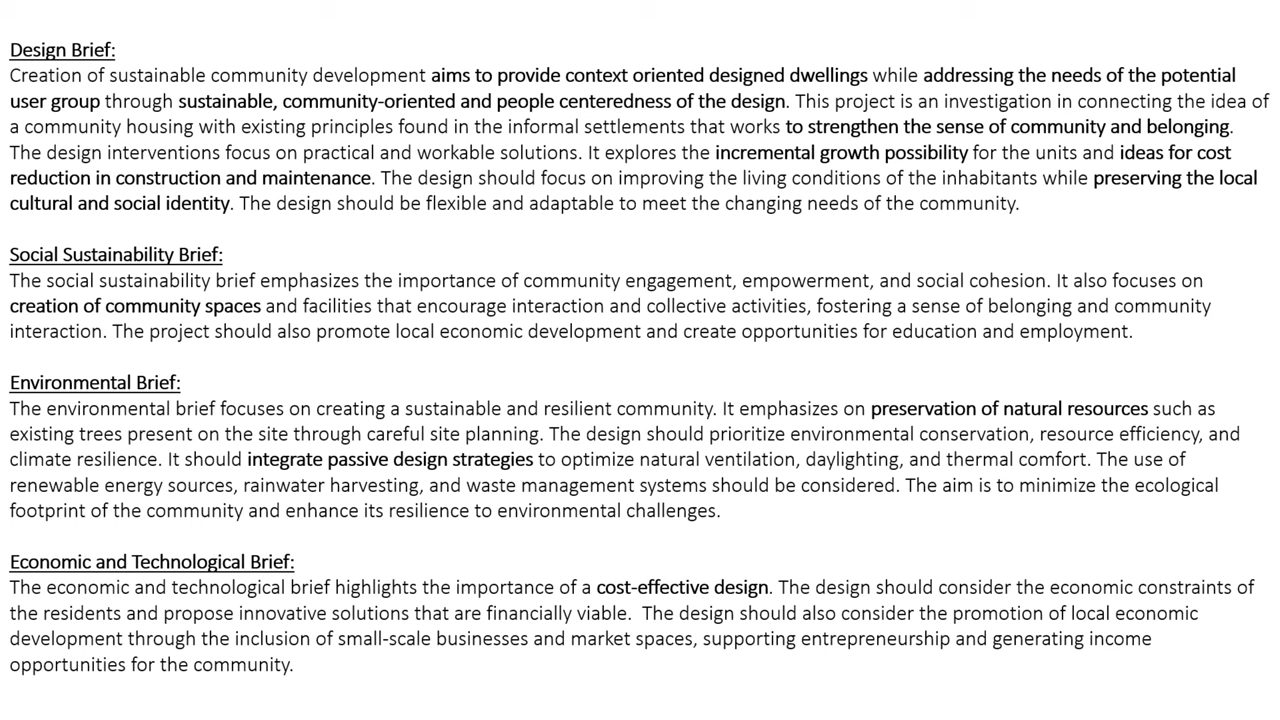 Design Brief:
Creation of sustainable community development aims to provide context oriented designed dwellings while addressing the needs of the potential
user group through sustainable, community-oriented and people centeredness of the design. This project is an investigation in connecting the idea of
a community housing with existing principles found in the informal settlements that works to strengthen the sense of community and belonging.
The design interventions focus on practical and workable solutions. It explores the incremental growth possibility for the units and ideas for cost
reduction in construction and maintenance. The design should focus on improving the living conditions of the inhabitants while preserving the local
cultural and social identity. The design should be flexible and adaptable to meet the changing needs of the community.
Social Sustainability Brief:
The social sustainability brief emphasizes the importance of community engagement, empowerment, and social cohesion. It also focuses on
creation of community spaces and facilities that encourage interaction and collective activities, fostering a sense of belonging and community
interaction. The project should also promote local economic development and create opportunities for education and employment.
Environmental Brief:
The environmental brief focuses on creating a sustainable and resilient community. It emphasizes on preservation of natural resources such as
existing trees present on the site through careful site planning. The design should prioritize environmental conservation, resource efficiency, and
climate resilience. It should integrate passive design strategies to optimize natural ventilation, daylighting, and thermal comfort. The use of
renewable energy sources, rainwater harvesting, and waste management systems should be considered. The aim is to minimize the ecological
footprint of the community and enhance its resilience to environmental challenges.
Economic and Technological Brief:
The economic and technological brief highlights the importance of a cost-effective design. The design should consider the economic constraints of
the residents and propose innovative solutions that are financially viable.  The design should also consider the promotion of local economic
development through the inclusion of small-scale businesses and market spaces, supporting entrepreneurship and generating income
opportunities for the community.